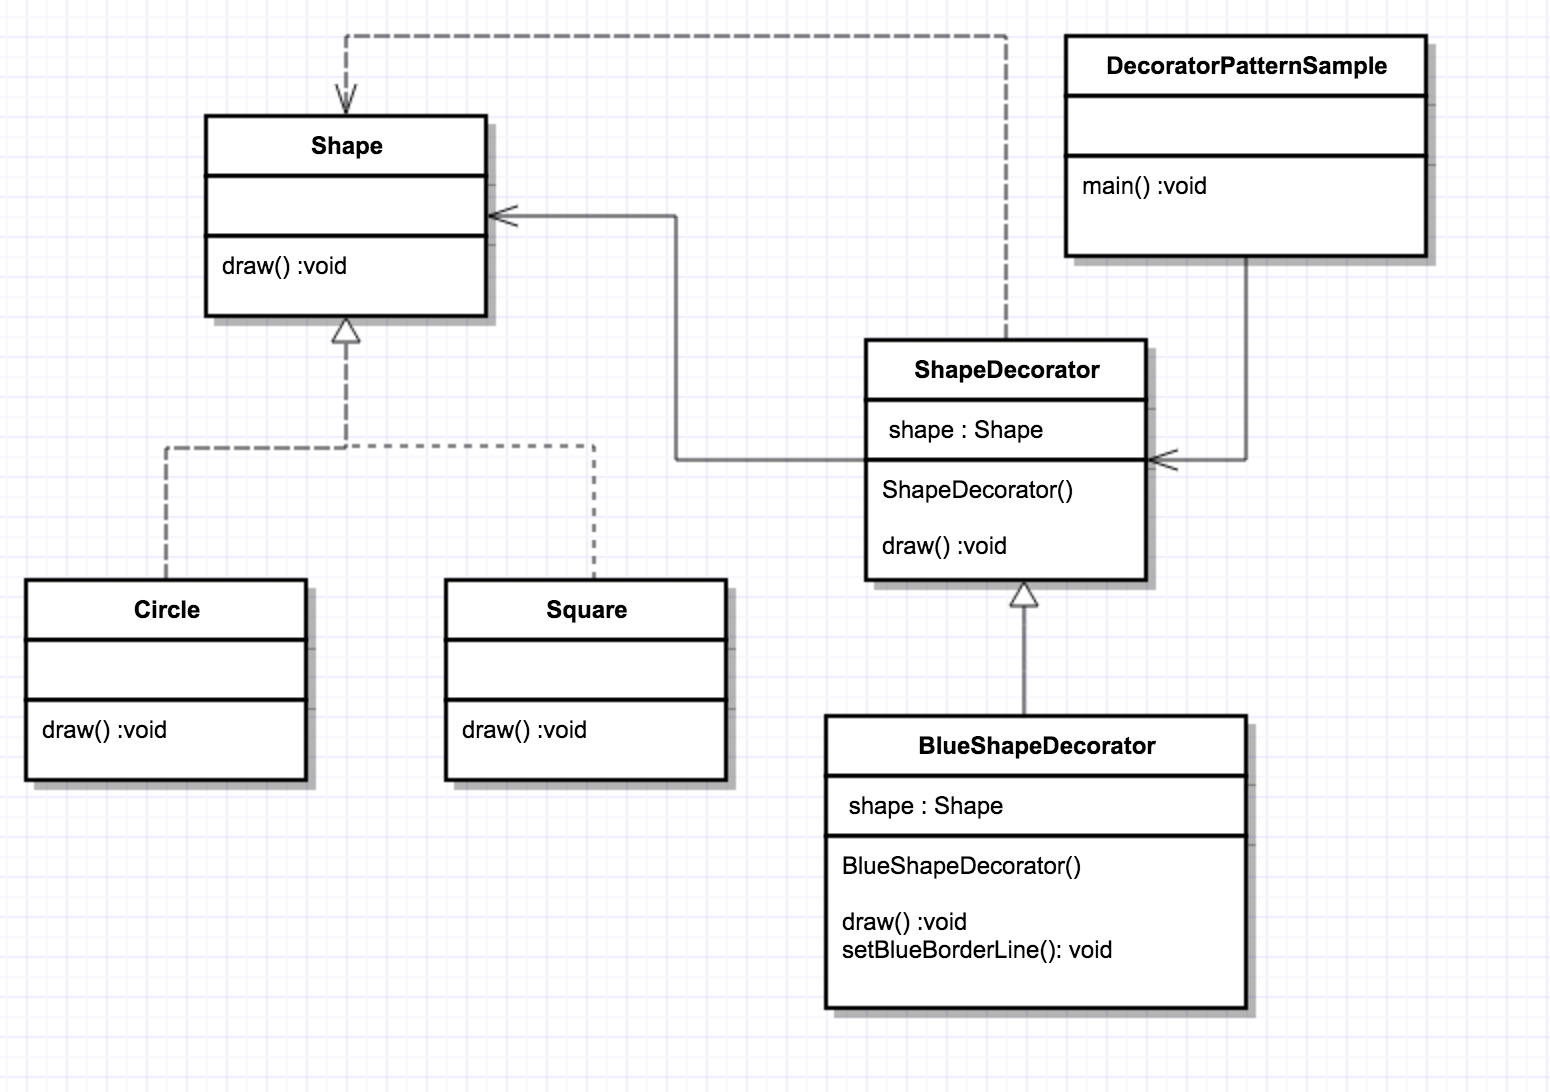 DecoratorPatternSample
main() :void
Shape
draw() :void
ShapeDecorator
shape : Shape
ShapeDecorator()
draw() :void
Circle
draw() :void
Square
draw() :void
BlueShapeDecorator
shape : Shape
BlueShapeDecorator()
draw() :void
setBlueBorderLine(): void